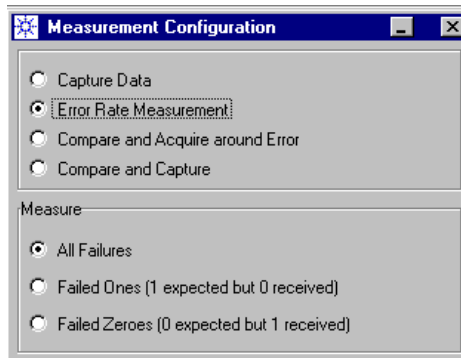 Measurement Configuration
Capture Data
Error Rate Measurement
Compare and Acquire around Error
Compare and Capture
Measure
All Failures
Failed Ones (1 expected but 0 received)
Failed Zeroes (0 expected but 1 received)